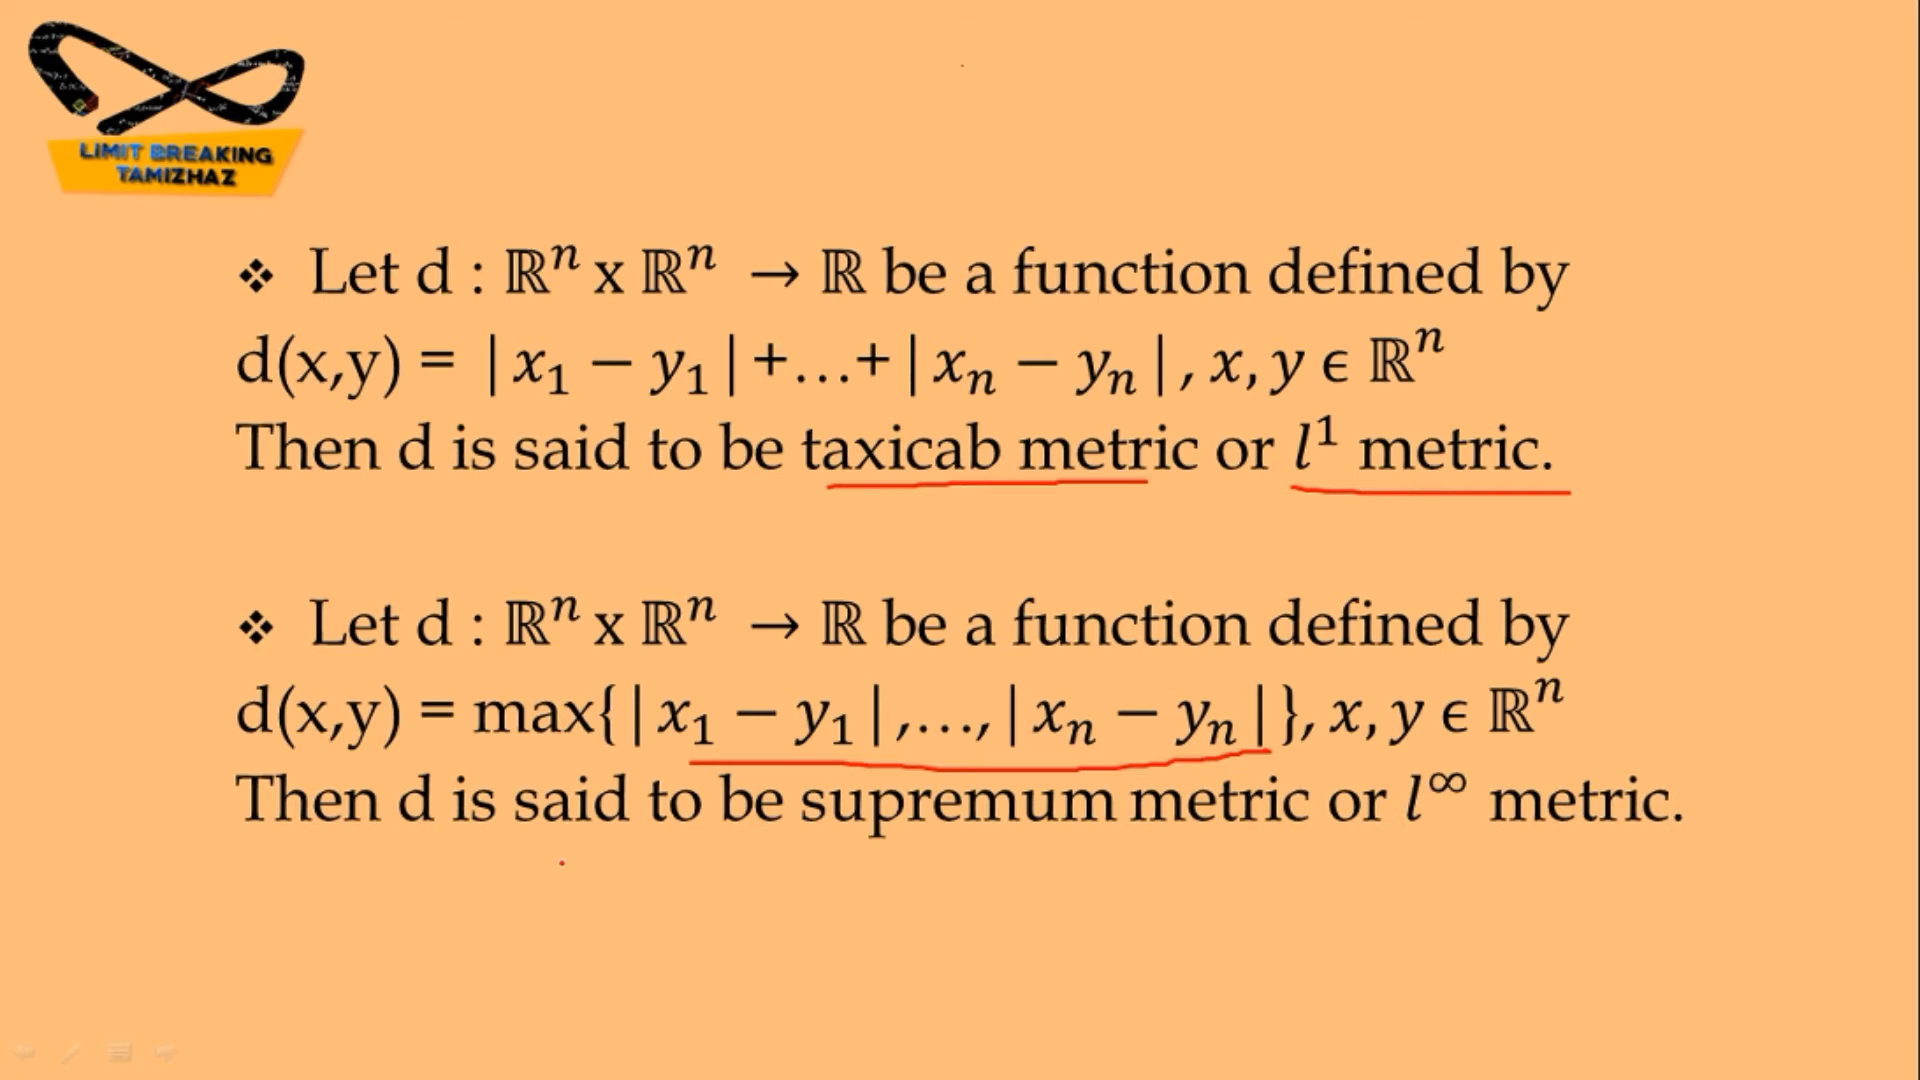 LIMIT BREAKING
TAMIZHAZ
❖ Let d : ℝⁿ x ℝⁿ → ℝ be a function defined by
d(x,y) = |x₁ − y₁|+…+|xₙ − yₙ|, x, y ϵ ℝⁿ
Then d is said to be taxicab metric or l¹ metric.
❖ Let d : ℝⁿ x ℝⁿ → ℝ be a function defined by
d(x,y) = max{|x₁ − y₁|,…,|xₙ − yₙ|}, x, y ϵ ℝⁿ
Then d is said to be supremum metric or l^∞ metric.